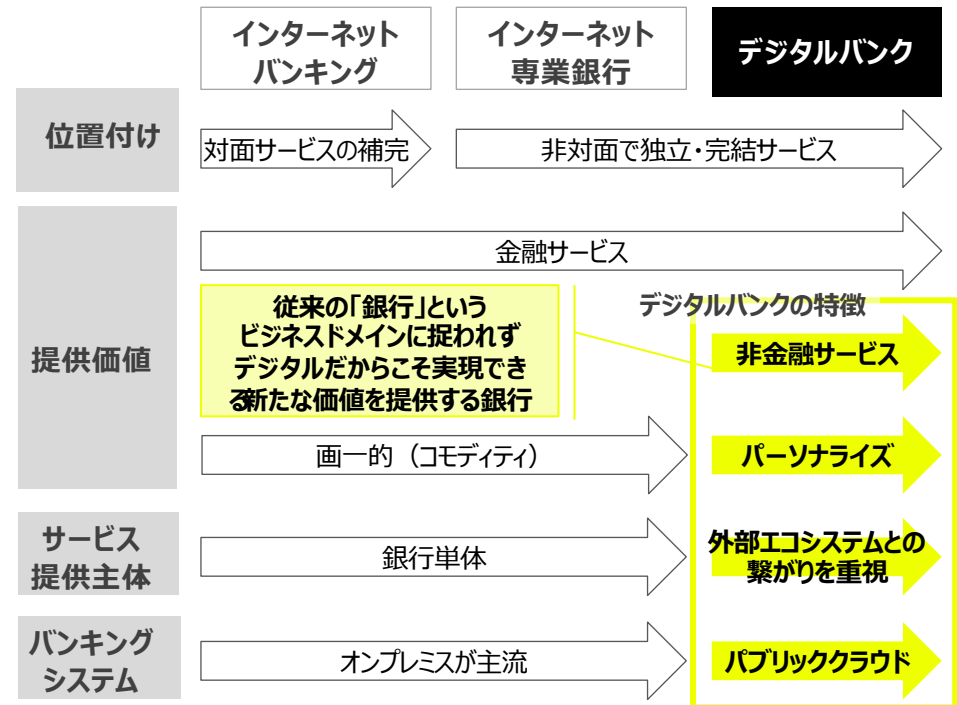 インターネット
バンキング
インターネット
専業銀行
デジタルバンク
位置付け
対面サービスの補完
非対面で独立・完結サービス
提供価値
金融サービス
従来の「銀行」という
ビジネスドメインに捉われず
デジタルだからこそ実現でき
る新たな価値を提供する銀行
デジタルバンクの特徴
非金融サービス
画一的（コモディティ）
パーソナライズ
サービス
提供主体
銀行単体
外部エコシステムとの
繋がりを重視
バンキング
システム
オンプレミスが主流
パブリッククラウド